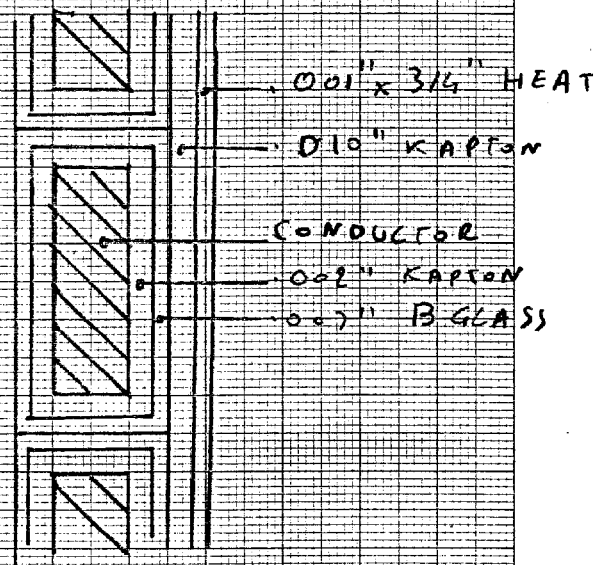 .001" x 3/4" HEAT
.010" KAPTON
CONDUCTOR
.002" KAPTON
.007" B GLASS